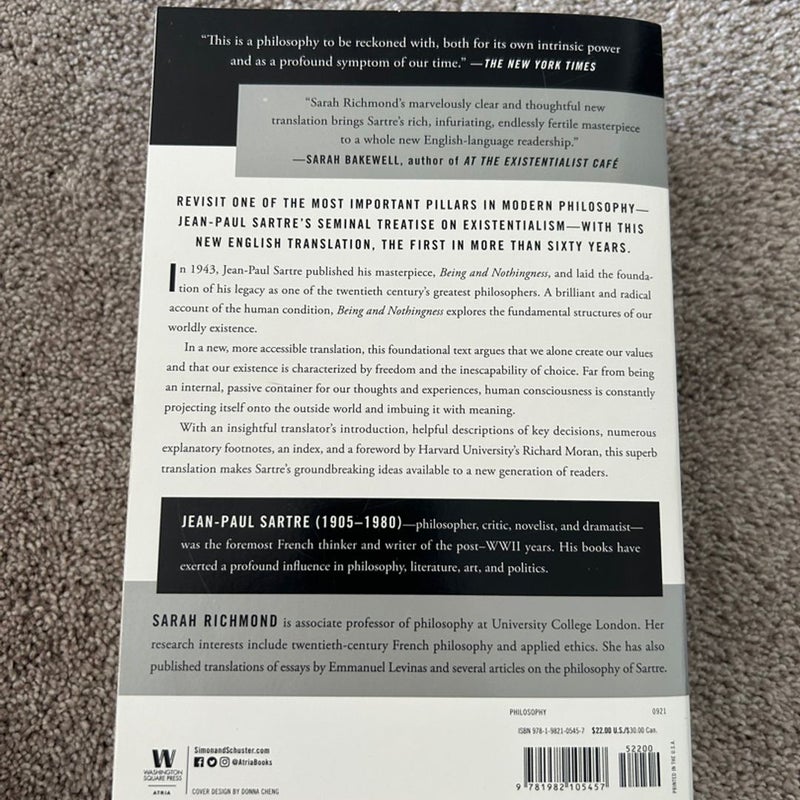 “This is a philosophy to be reckoned with, both for its own intrinsic power
and as a profound symptom of our time.” —THE NEW YORK TIMES
“Sarah Richmond’s marvelously clear and thoughtful new
translation brings Sartre’s rich, infuriating, endlessly fertile masterpiece
to a whole new English-language readership.”
—SARAH BAKEWELL, author of AT THE EXISTENTIALIST CAFÉ
REVISIT ONE OF THE MOST IMPORTANT PILLARS IN MODERN PHILOSOPHY—
JEAN-PAUL SARTRE’S SEMINAL TREATISE ON EXISTENTIALISM—WITH THIS
NEW ENGLISH TRANSLATION, THE FIRST IN MORE THAN SIXTY YEARS.
In 1943, Jean-Paul Sartre published his masterpiece, Being and Nothingness, and laid the founda-
tion of his legacy as one of the twentieth century’s greatest philosophers. A brilliant and radical
account of the human condition, Being and Nothingness explores the fundamental structures of our
worldly existence.
In a new, more accessible translation, this foundational text argues that we alone create our values
and that our existence is characterized by freedom and the inescapability of choice. Far from being
an internal, passive container for our thoughts and experiences, human consciousness is constantly
projecting itself onto the outside world and imbuing it with meaning.
With an insightful translator’s introduction, helpful descriptions of key decisions, numerous
explanatory footnotes, an index, and a foreword by Harvard University’s Richard Moran, this superb
translation makes Sartre’s groundbreaking ideas available to a new generation of readers.
JEAN-PAUL SARTRE (1905–1980)—philosopher, critic, novelist, and dramatist—
was the foremost French thinker and writer of the post–WWII years. His books have
exerted a profound influence in philosophy, literature, art, and politics.
SARAH RICHMOND is associate professor of philosophy at University College London. Her
research interests include twentieth-century French philosophy and applied ethics. She has also
published translations of essays by Emmanuel Levinas and several articles on the philosophy of Sartre.
PHILOSOPHY 0921
ISBN 978-1-9821-0545-7 $22.00 U.S./$30.00 Can.
52200
9 781982 105457
PRINTED IN THE U.S.A.
W
WASHINGTON
SQUARE PRESS
ATRIA
SimonandSchuster.com
@AtriaBooks
COVER DESIGN BY DONNA CHENG